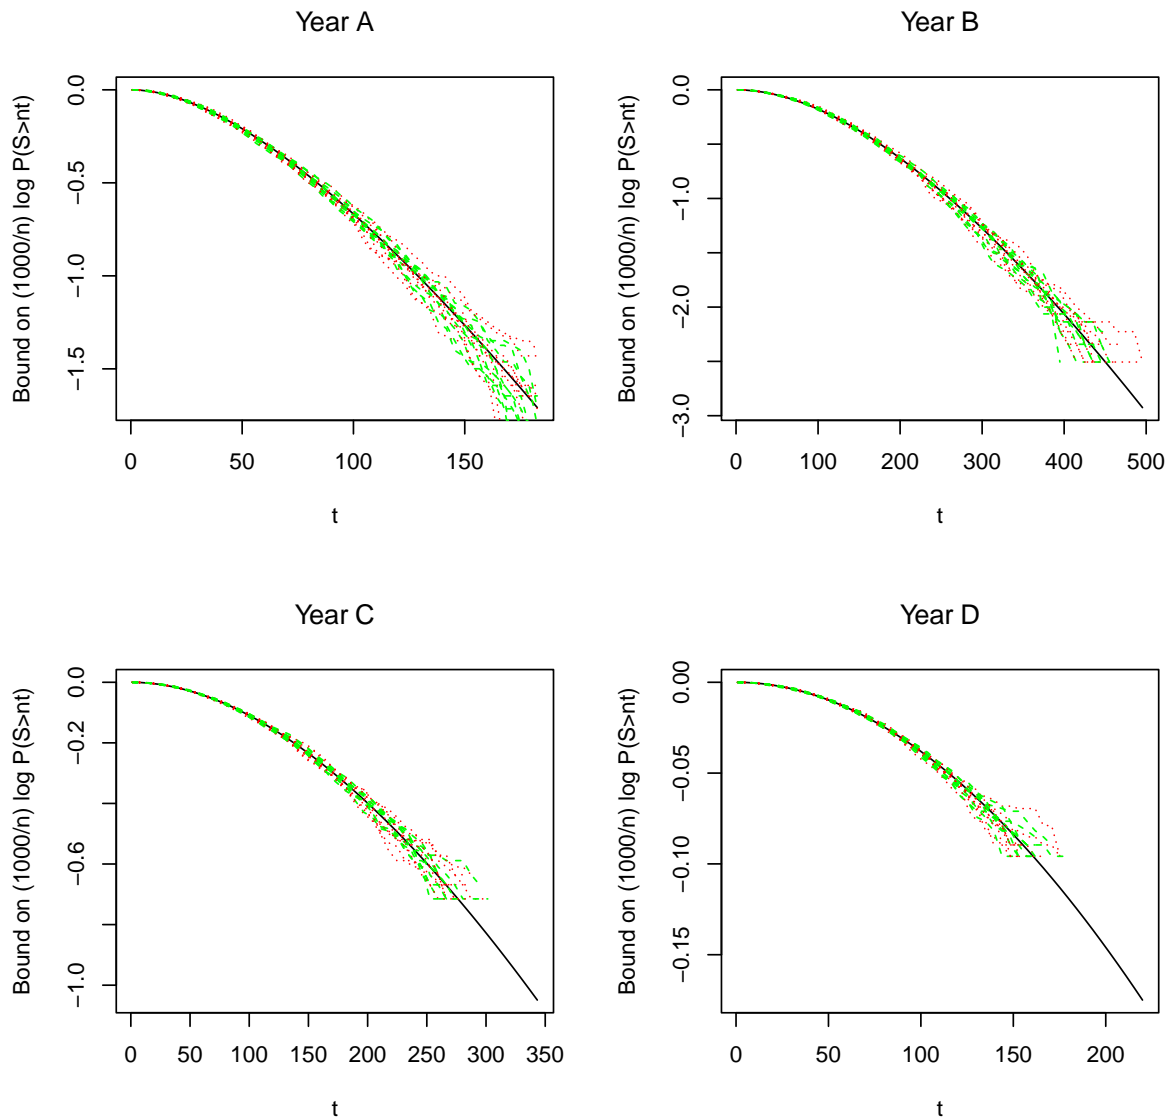 Year A
Bound on (1000/n) log P(S>nt)
0.0
−0.5
−1.0
−1.5
0 50 100 150
t
Year B
Bound on (1000/n) log P(S>nt)
0.0
−1.0
−2.0
−3.0
0 100 200 300 400 500
t
Year C
Bound on (1000/n) log P(S>nt)
0.0
−0.2
−0.6
−1.0
0 50 100 150 200 250 300 350
t
Year D
Bound on (1000/n) log P(S>nt)
0.00
−0.05
−0.10
−0.15
0 50 100 150 200
t